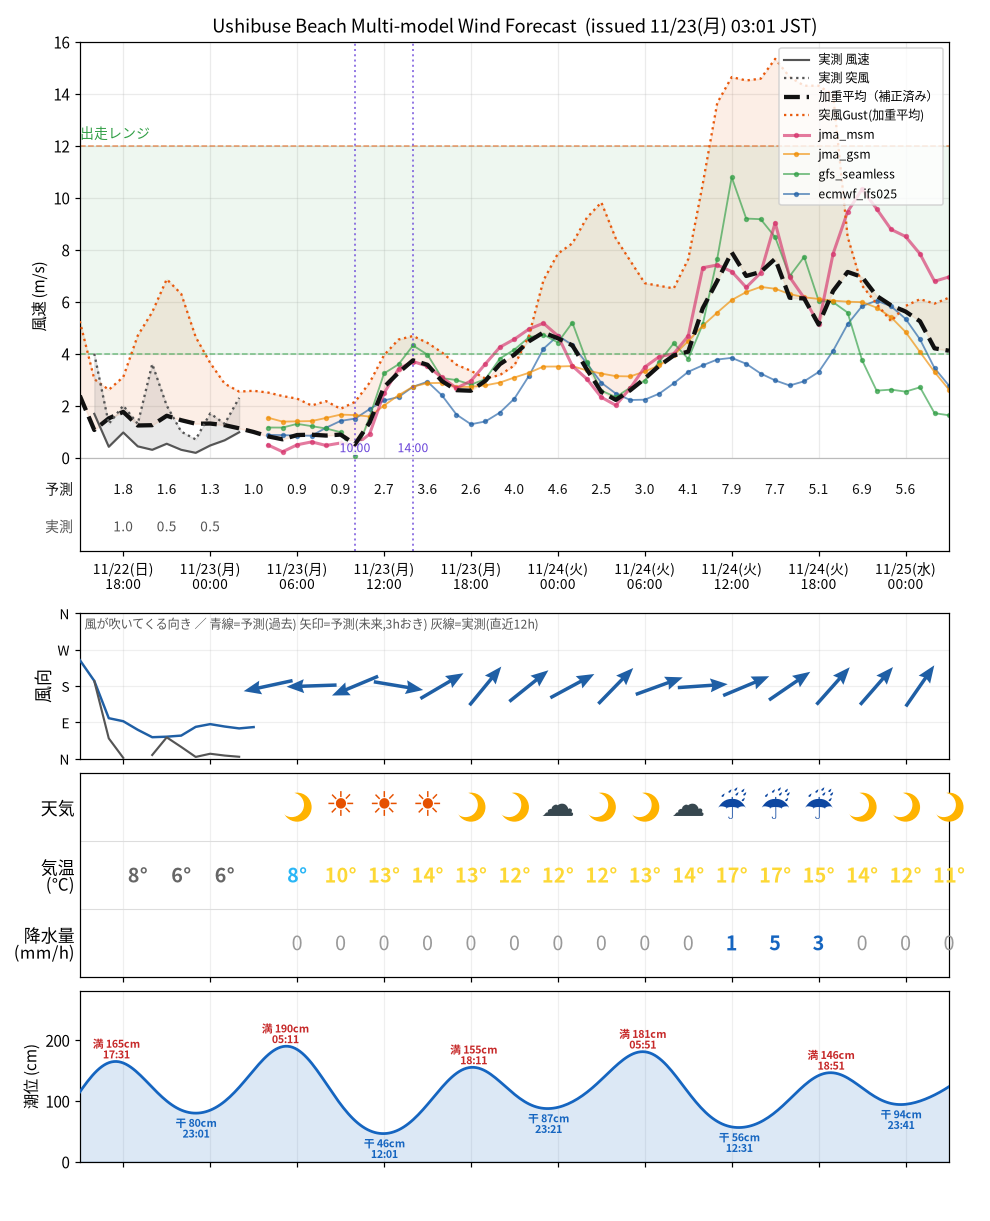 Ushibuse Beach Multi-model Wind Forecast (issued 11/23(月) 03:01 JST)
16
14
12
10
8
6
4
2
0
風速 (m/s)
出走レンジ
実測 風速
実測 突風
加重平均（補正済み）
突風Gust(加重平均)
jma_msm
jma_gsm
gfs_seamless
ecmwf_ifs025
10:00 14:00
予測 1.8 1.6 1.3 1.0 0.9 0.9 2.7 3.6 2.6 4.0 4.6 2.5 3.0 4.1 7.9 7.7 5.1 6.9 5.6
実測 1.0 0.5 0.5
11/22(日) 11/23(月) 11/23(月) 11/23(月) 11/23(月) 11/24(火) 11/24(火) 11/24(火) 11/24(火) 11/25(水)
18:00 00:00 06:00 12:00 18:00 00:00 06:00 12:00 18:00 00:00
風向
N
W
S
E
N
風が吹いてくる向き ／ 青線=予測(過去) 矢印=予測(未来,3hおき) 灰線=実測(直近12h)
天気
気温
(℃)
8° 6° 6° 8° 10° 13° 14° 13° 12° 12° 12° 13° 14° 17° 17° 15° 14° 12° 11°
降水量
(mm/h)
0 0 0 0 0 0 0 0 0 0 1 5 3 0 0 0
潮位 (cm)
200
100
0
満 165cm
17:31
干 80cm
23:01
満 190cm
05:11
干 46cm
12:01
満 155cm
18:11
干 87cm
23:21
満 181cm
05:51
干 56cm
12:31
満 146cm
18:51
干 94cm
23:41